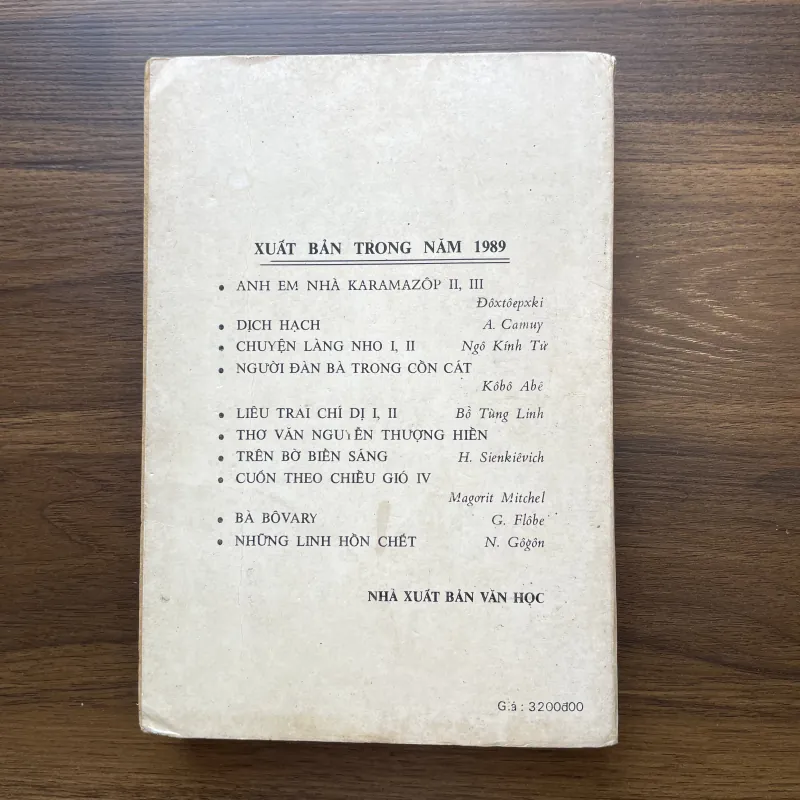 XUẤT BẢN TRONG NĂM 1989
• ANH EM NHÀ KARAMAZÔP II, III
Đôxtôepxki
• DỊCH HẠCH A. Camuy
• CHUYỆN LÀNG NHO I, II Ngô Kính Tử
• NGƯỜI ĐÀN BÀ TRONG CỒN CÁT
Kôbô Abê
• LIÊU TRAI CHÍ DỊ I, II Bồ Tùng Linh
• THƠ VĂN NGUYỄN THƯỢNG HIỀN
• TRÊN BỜ BIỂN SÁNG H. Sienkiêvich
• CUỐN THEO CHIỀU GIÓ IV
Magơrit Mitchel
• BÀ BÔVARY G. Flôbe
• NHỮNG LINH HỒN CHẾT N. Gôgôn
NHÀ XUẤT BẢN VĂN HỌC
Giá : 3200đ00